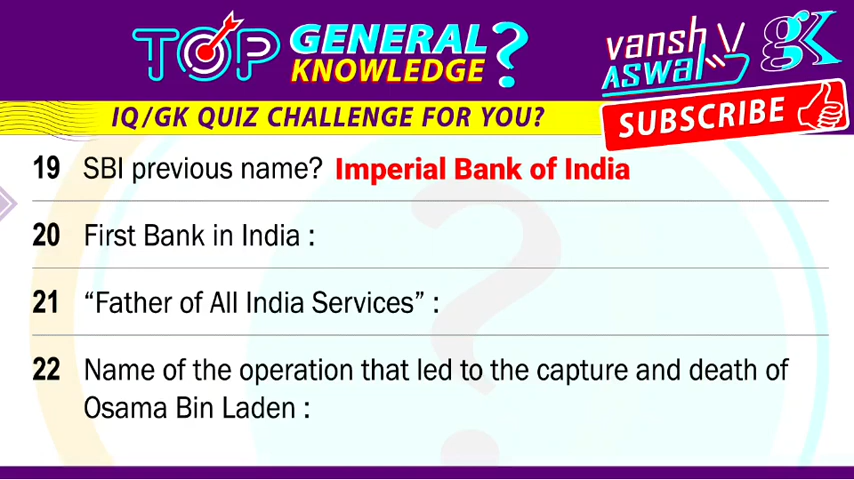 TOP GENERAL KNOWLEDGE ?
vansh ASWAL gk
IQ/GK QUIZ CHALLENGE FOR YOU?
SUBSCRIBE
19 SBI previous name? Imperial Bank of India
20 First Bank in India :
21 “Father of All India Services” :
22 Name of the operation that led to the capture and death of
Osama Bin Laden :